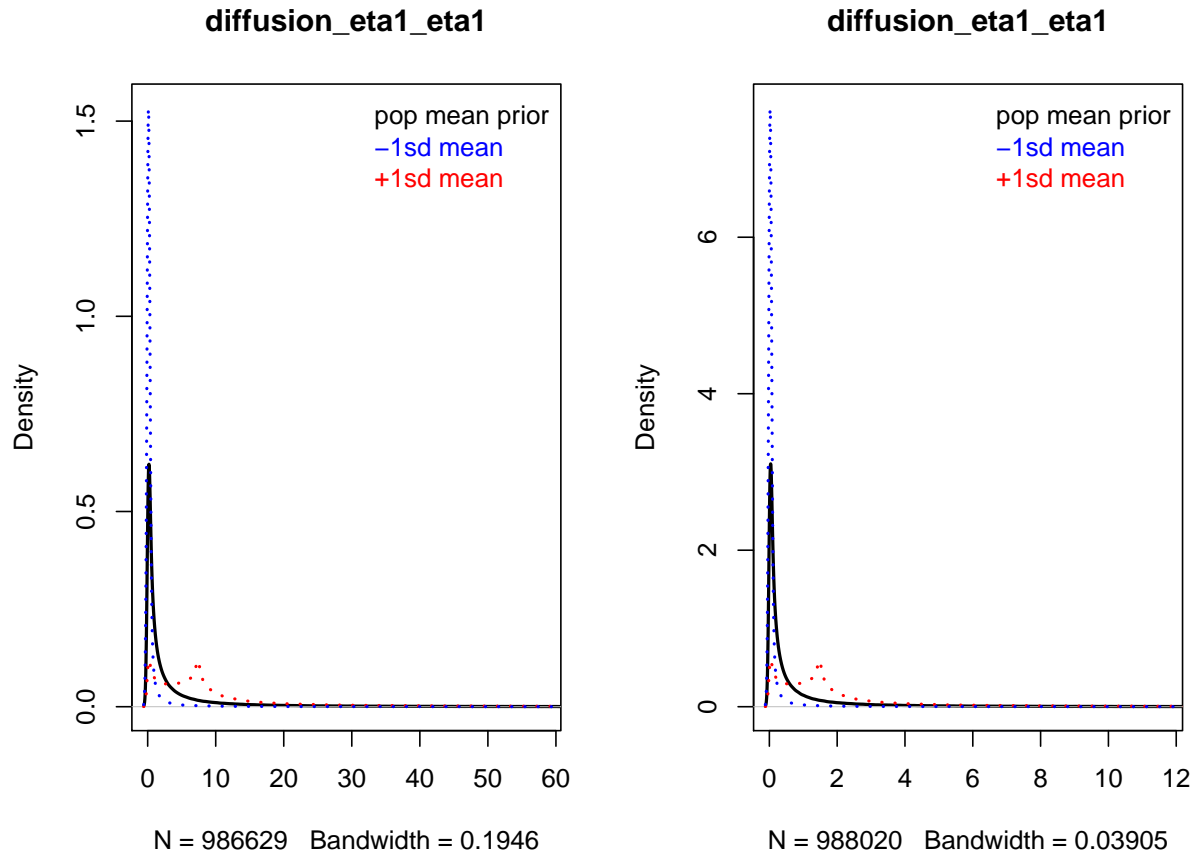 diffusion_eta1_eta1
pop mean prior
−1sd mean
+1sd mean
Density
0.0
0.5
1.0
1.5
0 10 20 30 40 50 60
N = 986629 Bandwidth = 0.1946
diffusion_eta1_eta1
pop mean prior
−1sd mean
+1sd mean
Density
0
2
4
6
0 2 4 6 8 10 12
N = 988020 Bandwidth = 0.03905